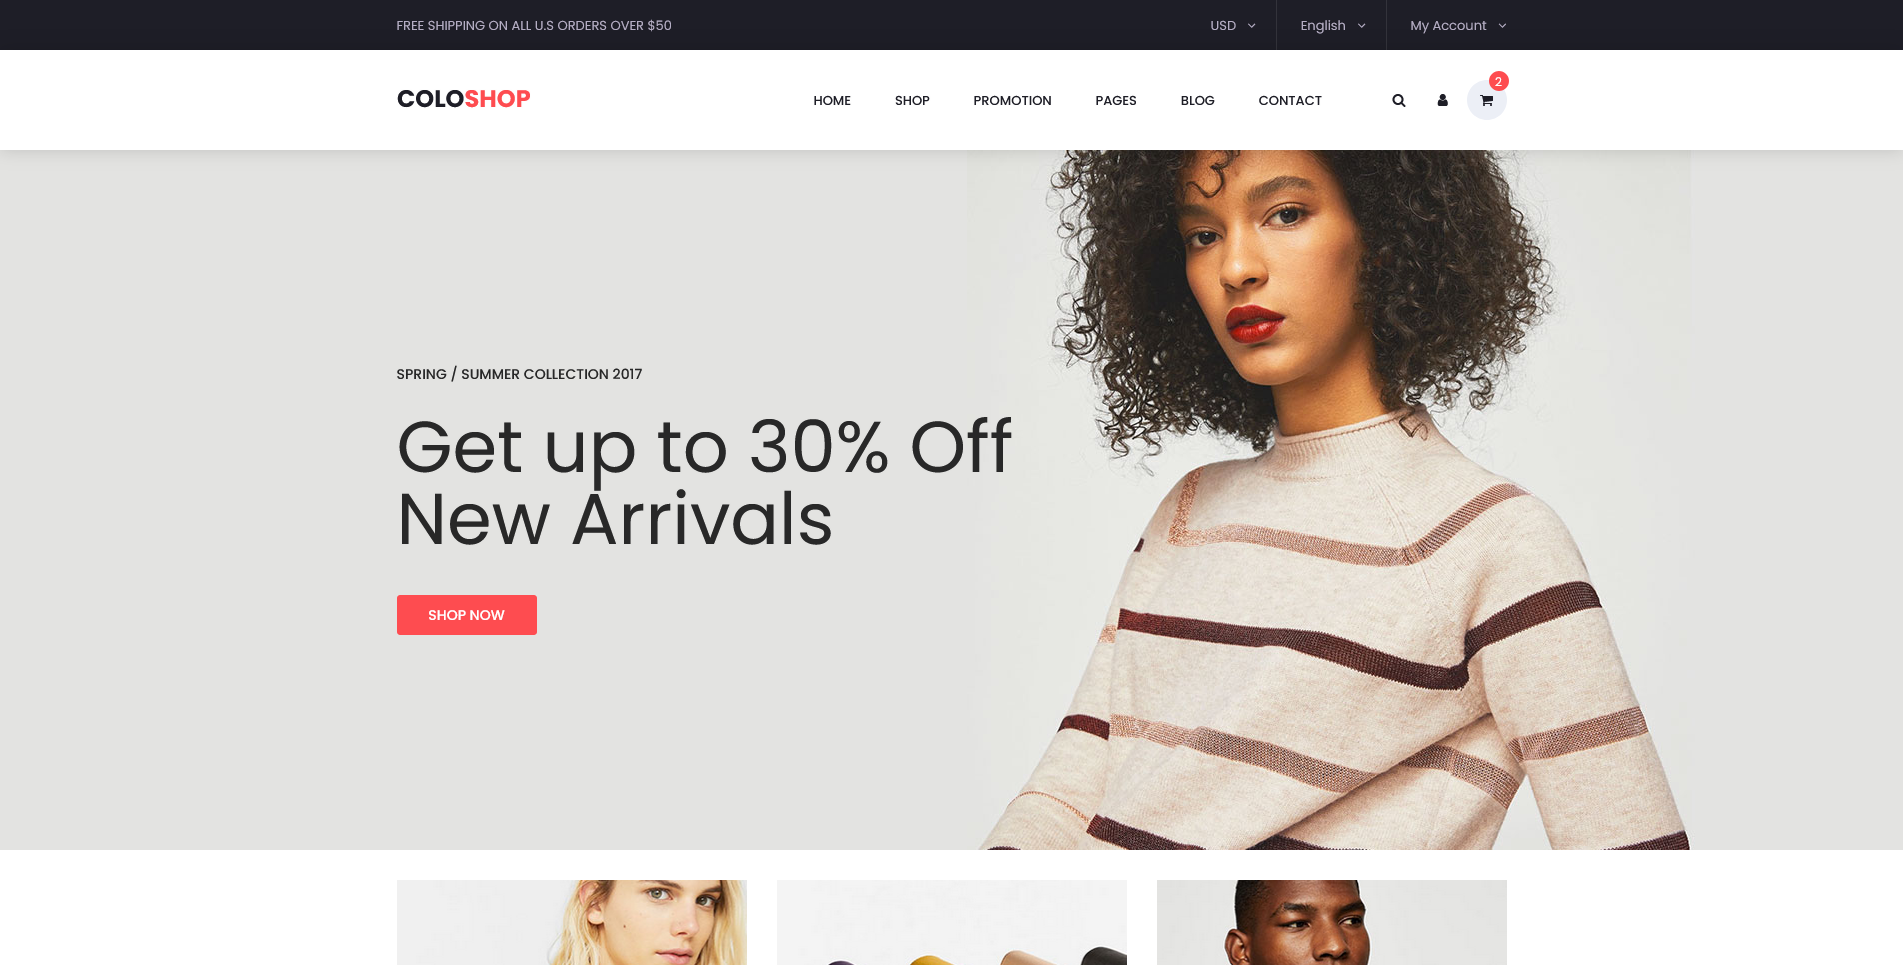 FREE SHIPPING ON ALL U.S ORDERS OVER $50
USD
English
My Account
COLOSHOP
HOME
SHOP
PROMOTION
PAGES
BLOG
CONTACT
2
SPRING / SUMMER COLLECTION 2017
Get up to 30% Off
New Arrivals
SHOP NOW